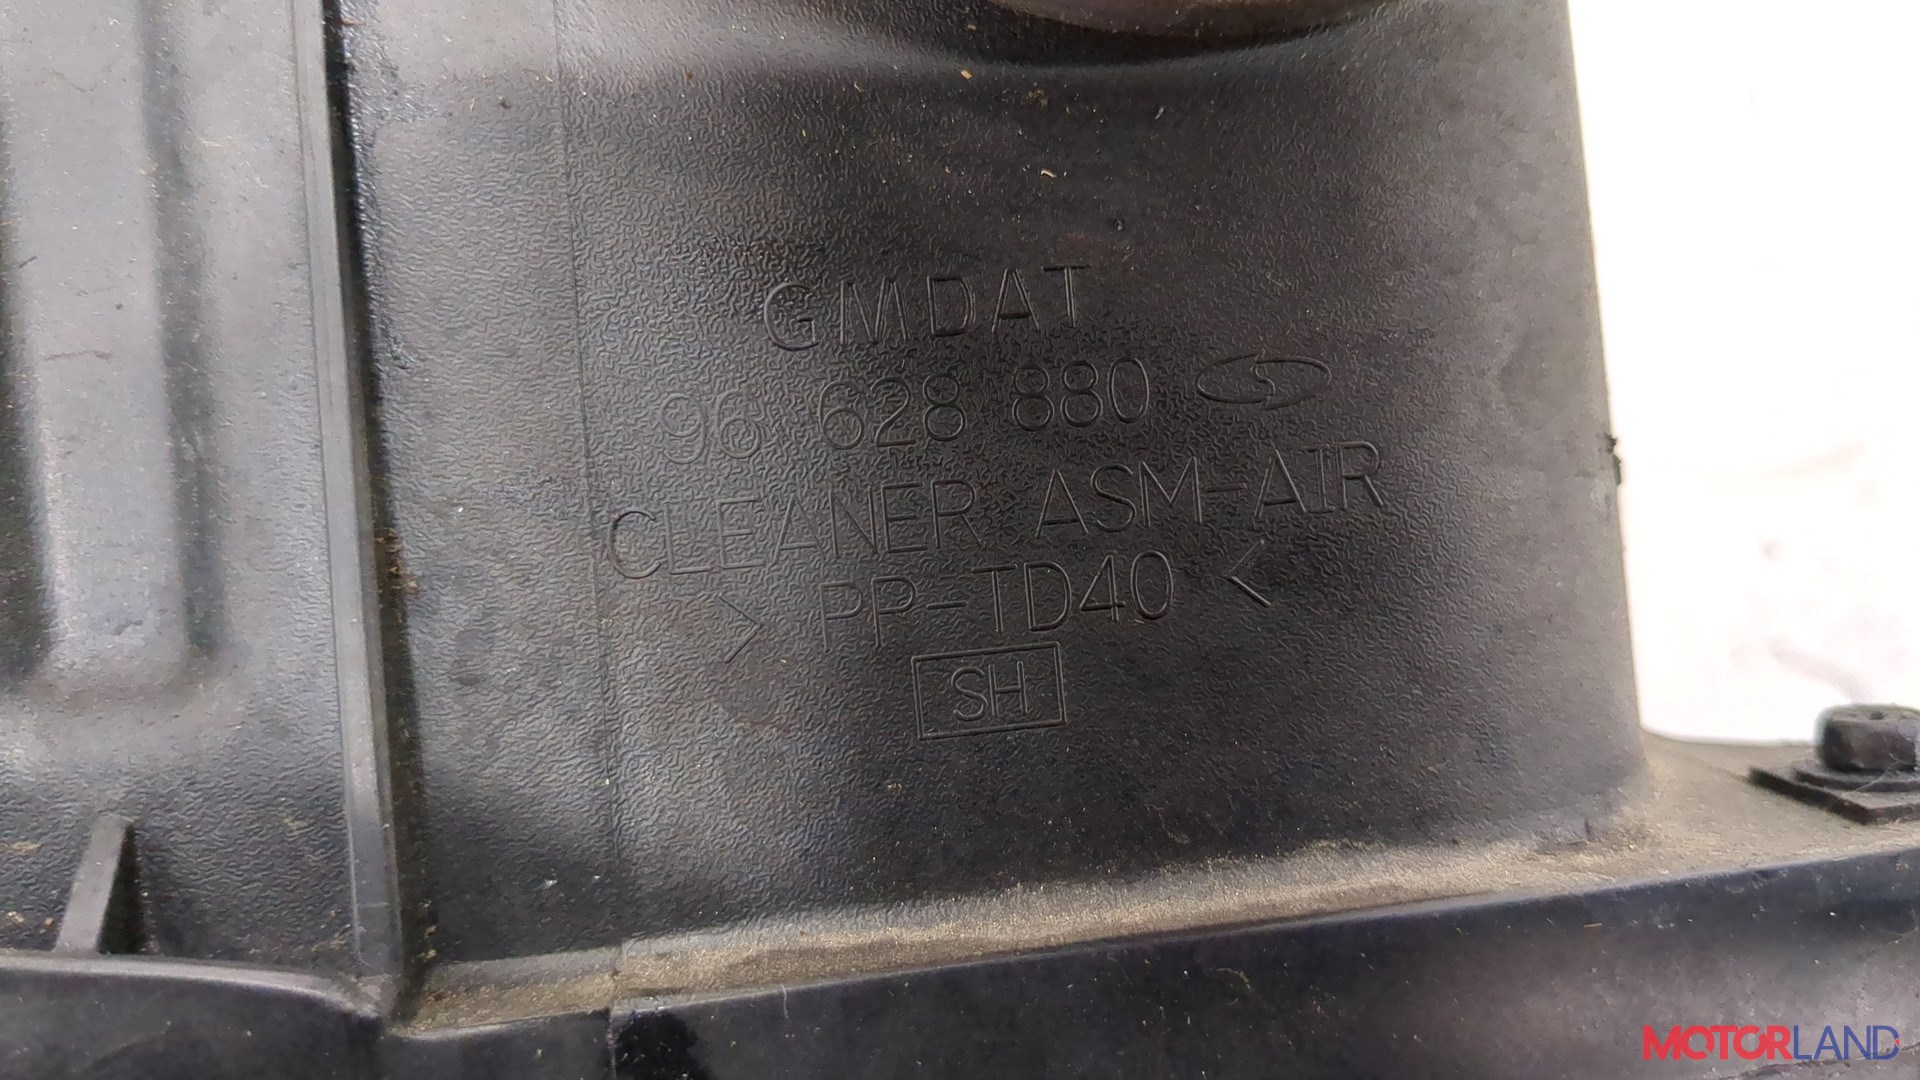 GMDAT
96 628 880
CLEANER ASM-AIR
> PP-TD40 <
SH
MOTORLAND